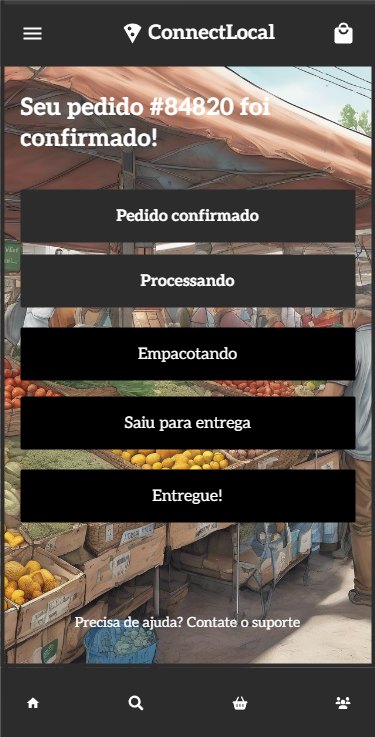 ConnectLocal
Seu pedido #84820 foi
confirmado!
Pedido confirmado
Processando
Empacotando
Saiu para entrega
Entregue!
Precisa de ajuda? Contate o suporte